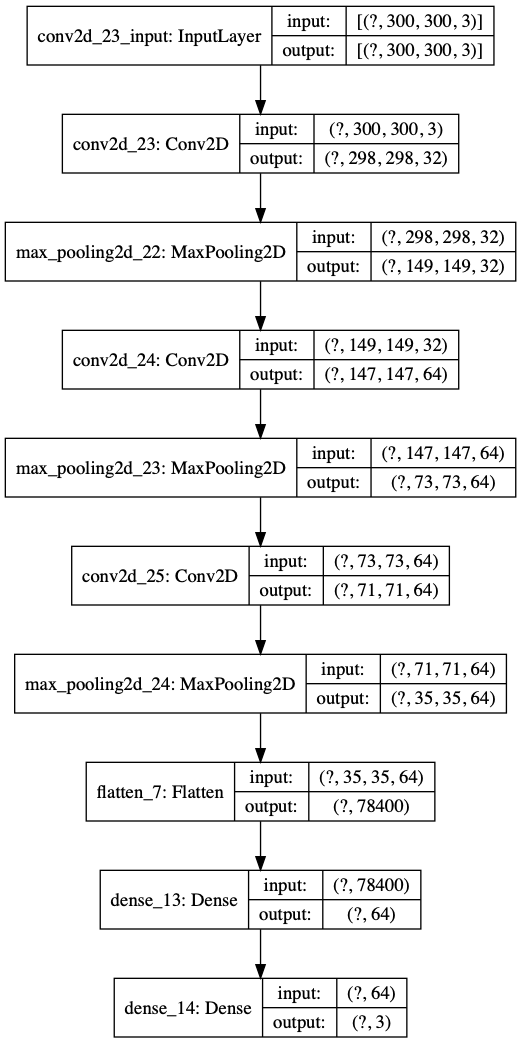 conv2d_23_input: InputLayer
input: [(?, 300, 300, 3)]
output: [(?, 300, 300, 3)]
conv2d_23: Conv2D
input: (?, 300, 300, 3)
output: (?, 298, 298, 32)
max_pooling2d_22: MaxPooling2D
input: (?, 298, 298, 32)
output: (?, 149, 149, 32)
conv2d_24: Conv2D
input: (?, 149, 149, 32)
output: (?, 147, 147, 64)
max_pooling2d_23: MaxPooling2D
input: (?, 147, 147, 64)
output: (?, 73, 73, 64)
conv2d_25: Conv2D
input: (?, 73, 73, 64)
output: (?, 71, 71, 64)
max_pooling2d_24: MaxPooling2D
input: (?, 71, 71, 64)
output: (?, 35, 35, 64)
flatten_7: Flatten
input: (?, 35, 35, 64)
output: (?, 78400)
dense_13: Dense
input: (?, 78400)
output: (?, 64)
dense_14: Dense
input: (?, 64)
output: (?, 3)